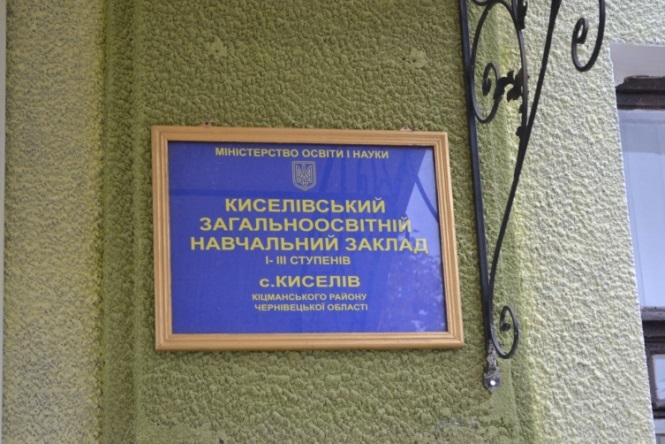 МІНІСТЕРСТВО ОСВІТИ І НАУКИ
КИСЕЛІВСЬКИЙ
ЗАГАЛЬНООСВІТНІЙ
НАВЧАЛЬНИЙ ЗАКЛАД
І- ІІІ СТУПЕНІВ
с.КИСЕЛІВ
КІЦМАНСЬКОГО РАЙОНУ
ЧЕРНІВЕЦЬКОЇ ОБЛАСТІ